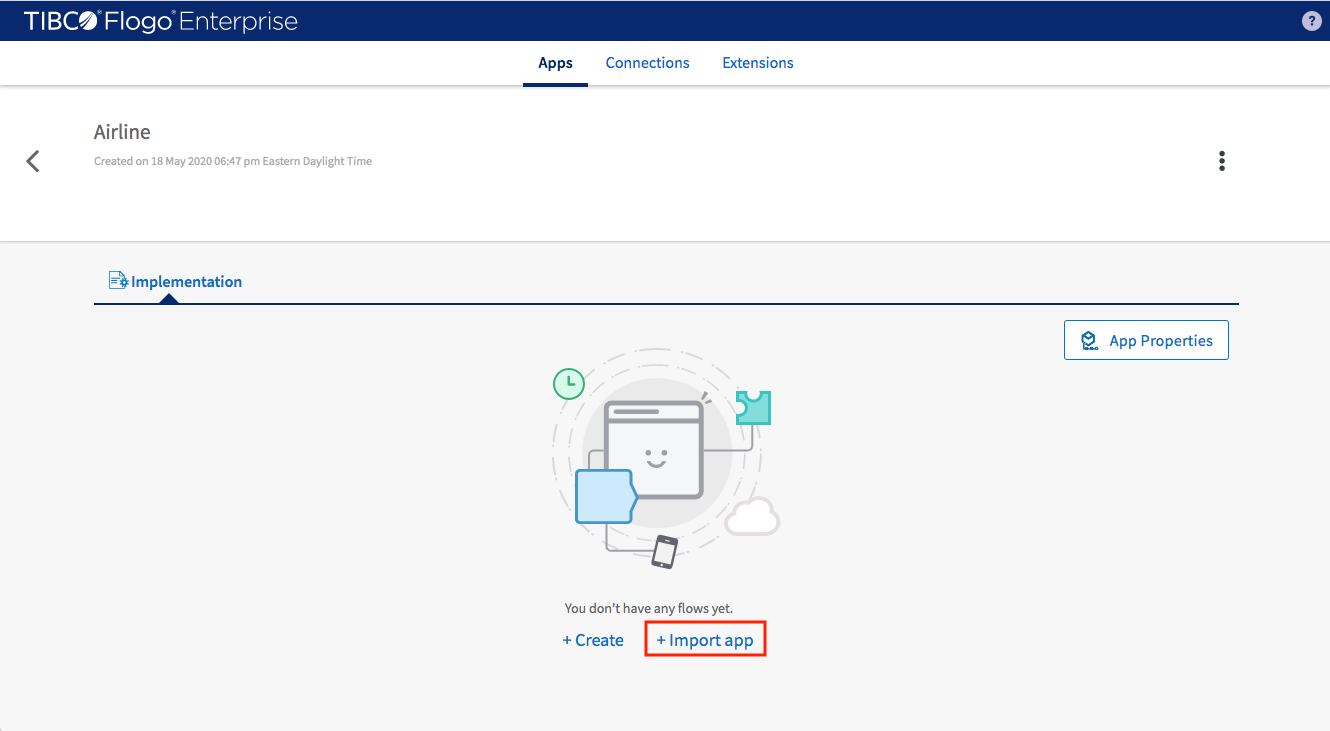 TIBCO® Flogo® Enterprise
?
Apps Connections Extensions
Airline
Created on 18 May 2020 06:47 pm Eastern Daylight Time
Implementation
App Properties
You don't have any flows yet.
+ Create + Import app